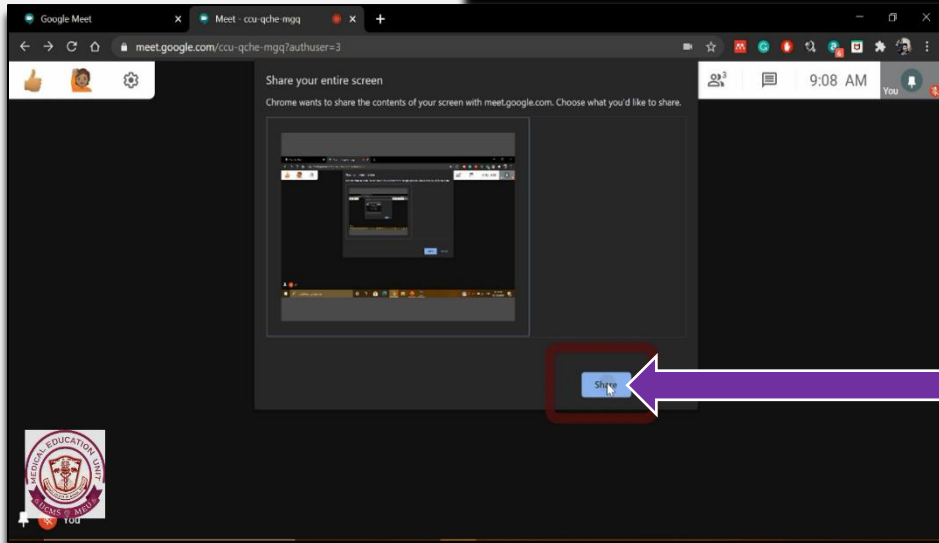 Google Meet
Meet - ccu-qche-mgq
meet.google.com/ccu-qche-mgq?authuser=3
Share your entire screen
Chrome wants to share the contents of your screen with meet.google.com. Choose what you'd like to share.
3
9:08 AM
You
Share
MEDICAL EDUCATION UNIT
UCMS MEU
You